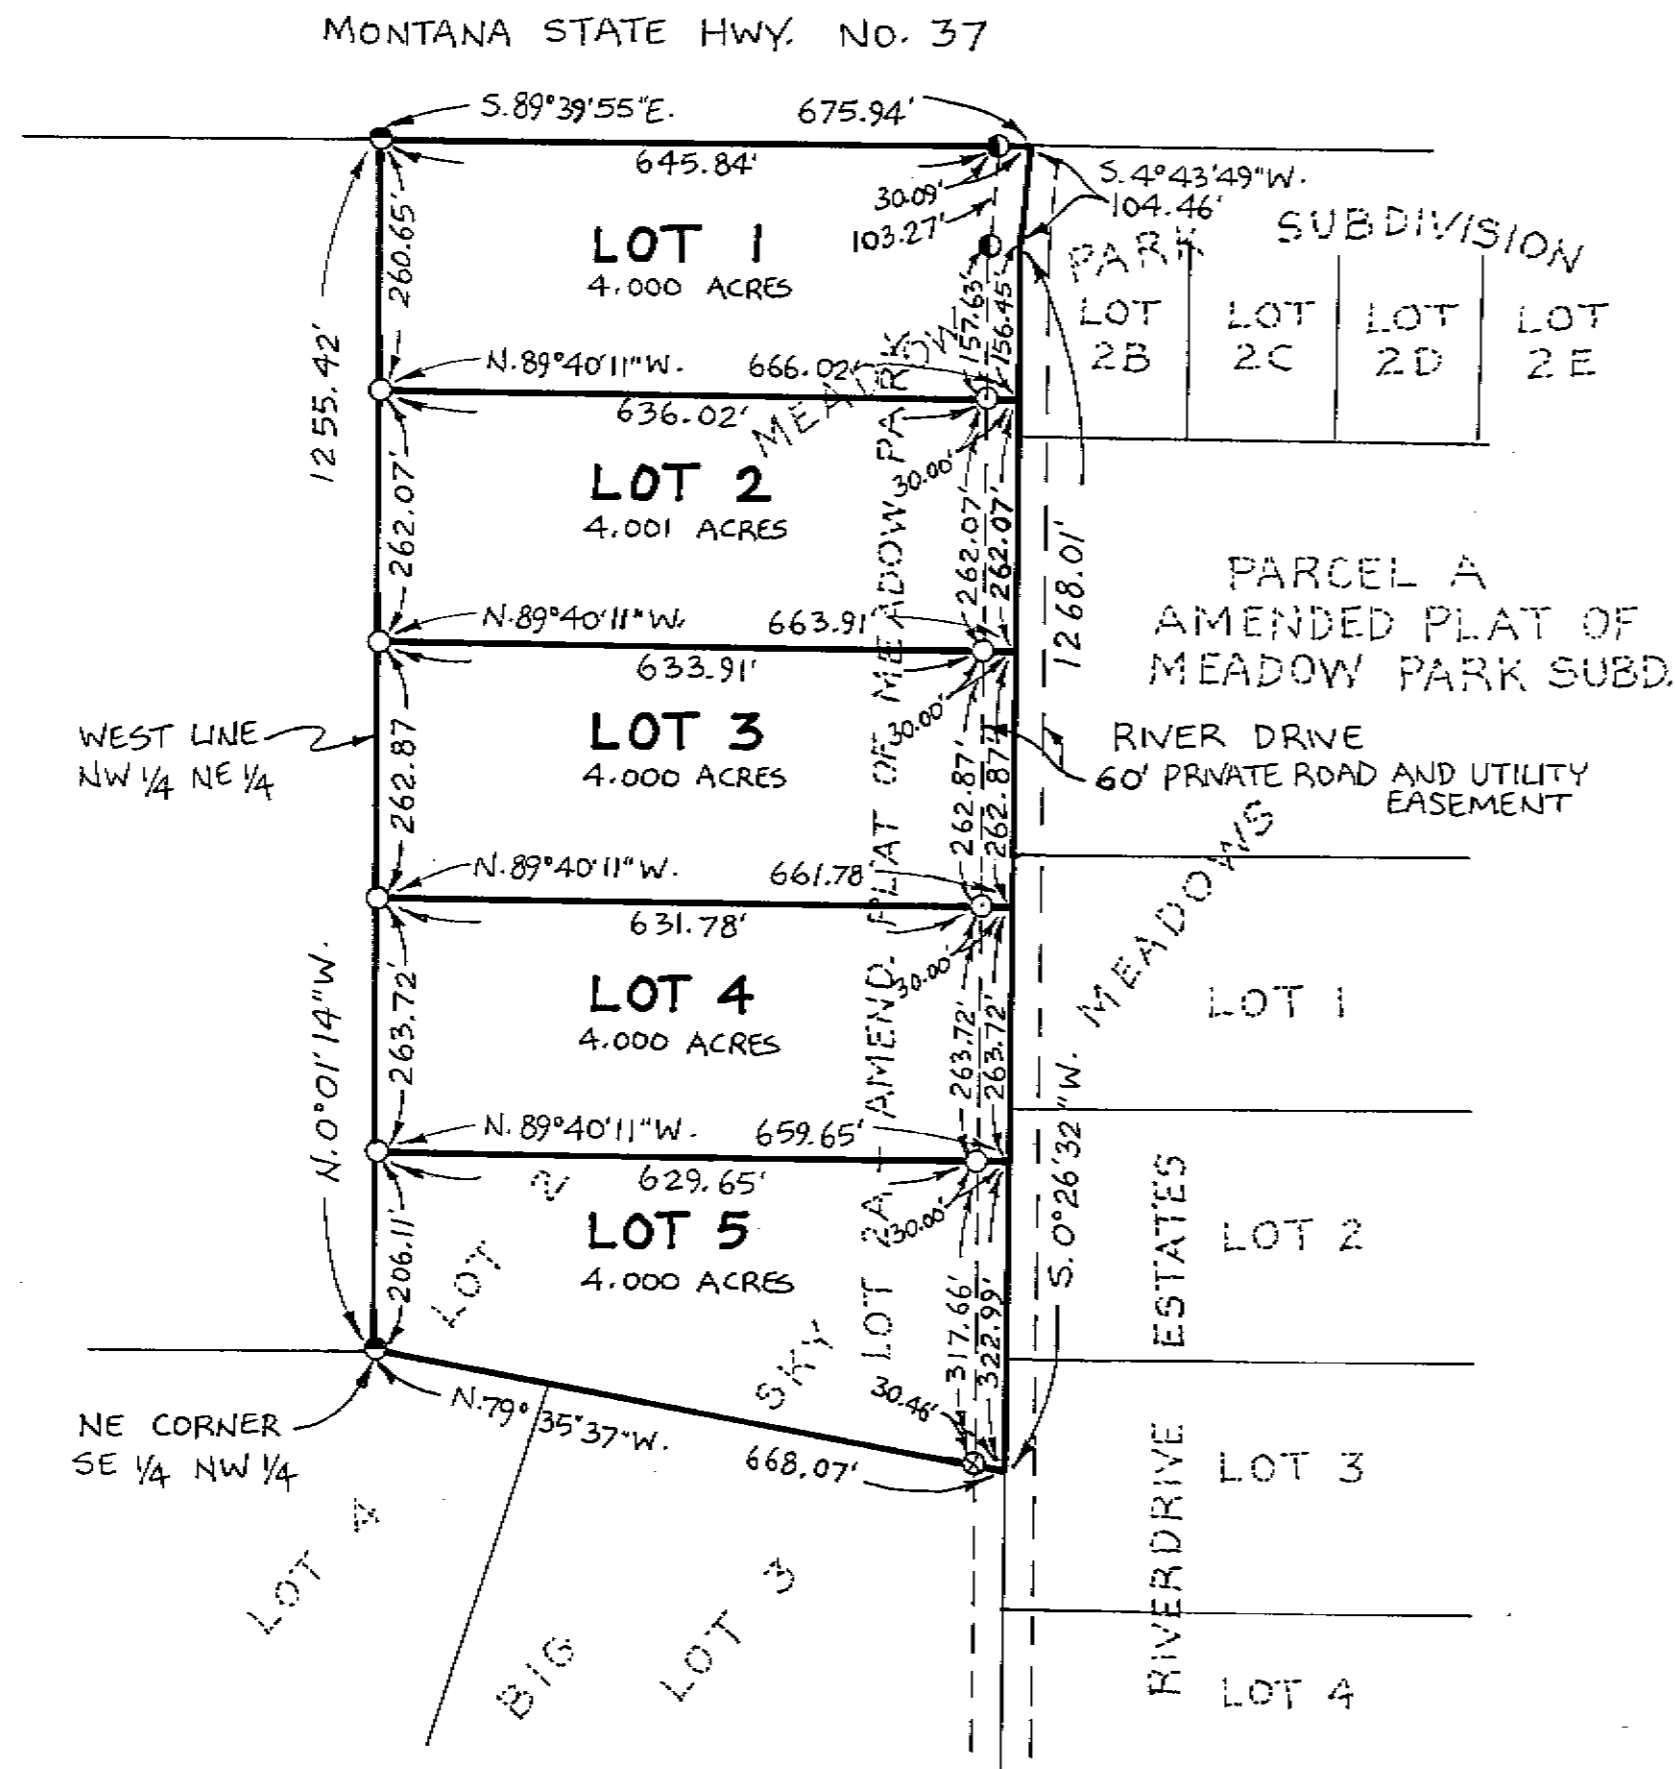 MONTANA STATE HWY. NO. 37
S.89°39'55"E. 675.94'
645.84'
30.09'
103.27'
S.4°43'49"W.
104.46'
260.65'
LOT 1
4.000 ACRES
157.63'
156.45'
1255.42'
PARK SUBDIVISION
LOT 2B
LOT 2C
LOT 2D
LOT 2E
N.89°40'11"W. 666.02'
636.02'
MEADOW
30.00'
262.07'
LOT 2
4.001 ACRES
262.07'
262.07'
1268.01'
PARCEL A
AMENDED PLAT OF
MEADOW PARK SUBD.
N.89°40'11"W. 663.91'
633.91'
30.00'
WEST LINE
NW 1/4 NE 1/4
262.87
LOT 3
4.000 ACRES
262.87'
262.87'
RIVER DRIVE
60' PRIVATE ROAD AND UTILITY
EASEMENT
N.89°40'11"W. 661.78
631.78'
30.00'
MEADOWS
LOT 1
N.0°01'14"W.
263.72'
LOT 4
4.000 ACRES
263.72'
263.72'
S.0°26'32"W.
N.89°40'11"W. 659.65'
629.65'
30.00'
LOT 2A AMEND. PLAT OF MEADOW PARK
206.11'
LOT 5
4.000 ACRES
317.66'
322.99'
LOT 2
SKY
30.46'
ESTATES
LOT 2
NE CORNER
SE 1/4 NW 1/4
N.79°35'37"W.
668.07'
LOT 3
RIVERDRIVE
LOT 4
LOT 4
BIG
LOT 3